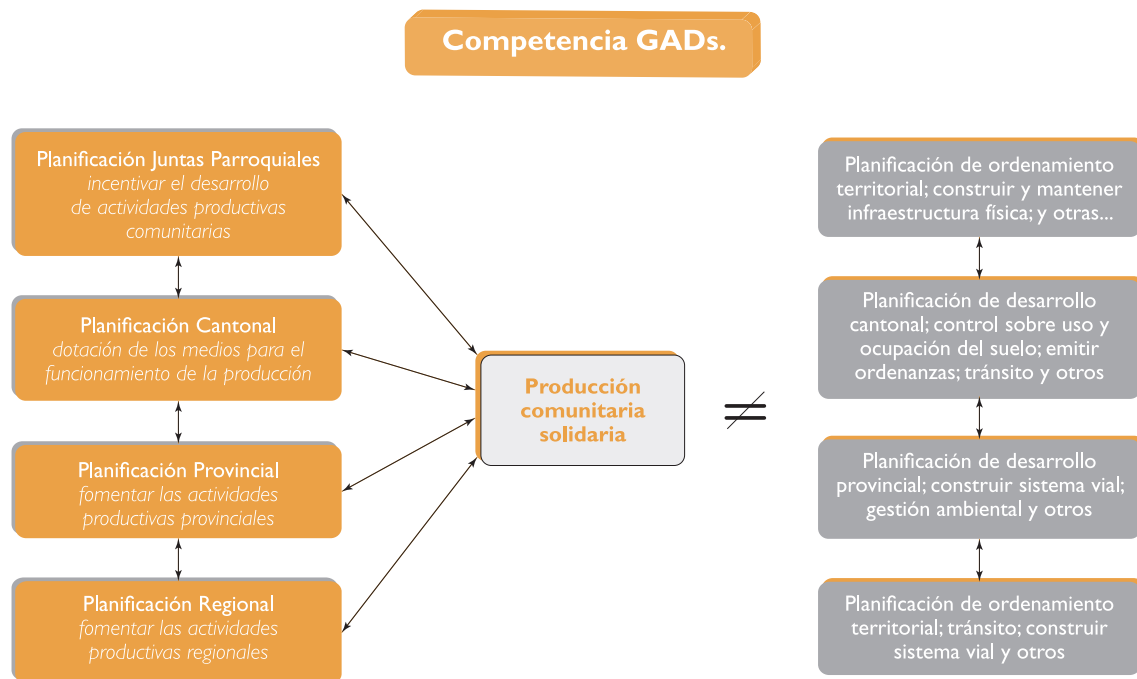 Competencia GADs.
Planificación Juntas Parroquiales
incentivar el desarrollo
de actividades productivas
comunitarias
Planificación Cantonal
dotación de los medios para el
funcionamiento de la producción
Planificación Provincial
fomentar las actividades
productivas provinciales
Planificación Regional
fomentar las actividades
productivas regionales
Producción
comunitaria
solidaria
≠
Planificación de ordenamiento
territorial; construir y mantener
infraestructura física; y otras...
Planificación de desarrollo
cantonal; control sobre uso y
ocupación del suelo; emitir
ordenanzas; tránsito y otros
Planificación de desarrollo
provincial; construir sistema vial;
gestión ambiental y otros
Planificación de ordenamiento
territorial; tránsito; construir
sistema vial y otros